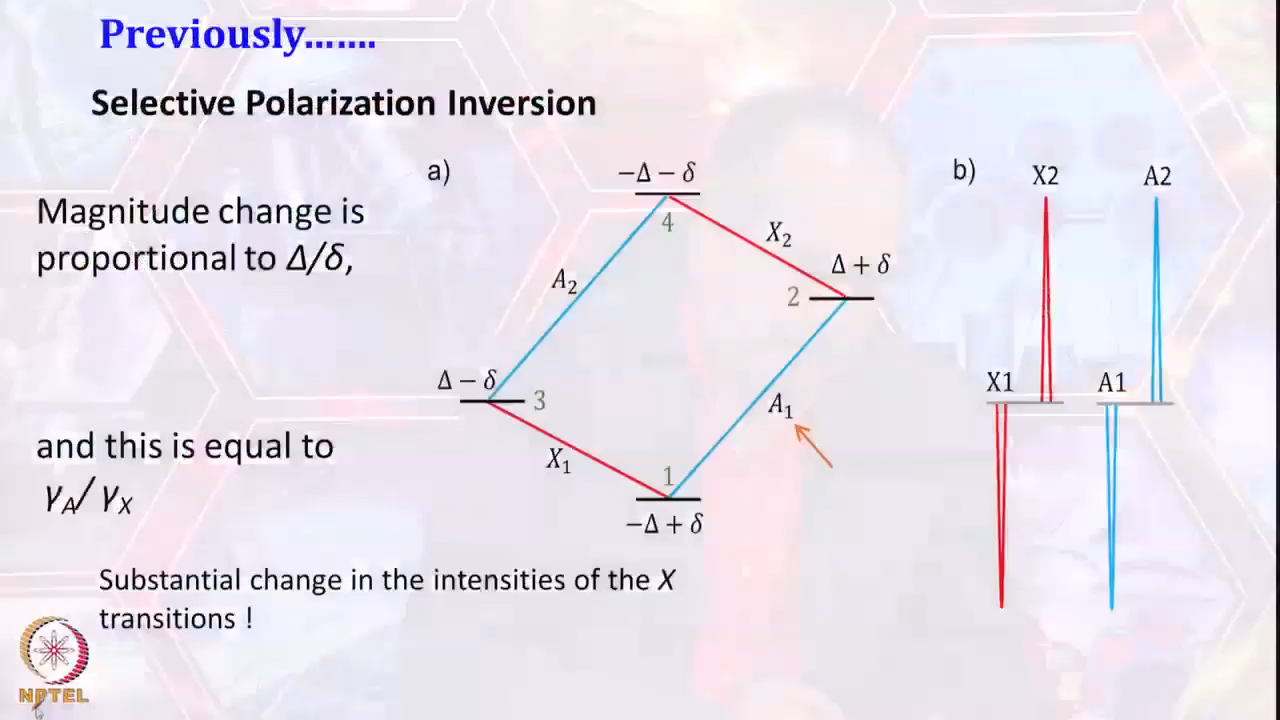 Previously.......
Selective Polarization Inversion
Magnitude change is
proportional to Δ/δ,
and this is equal to
γA/ γX
Substantial change in the intensities of the X
transitions !
a)
−Δ − δ
4
X2
Δ + δ
2
A2
Δ − δ
3
A1
X1
1
−Δ + δ
b)
X2
A2
X1
A1
NPTEL